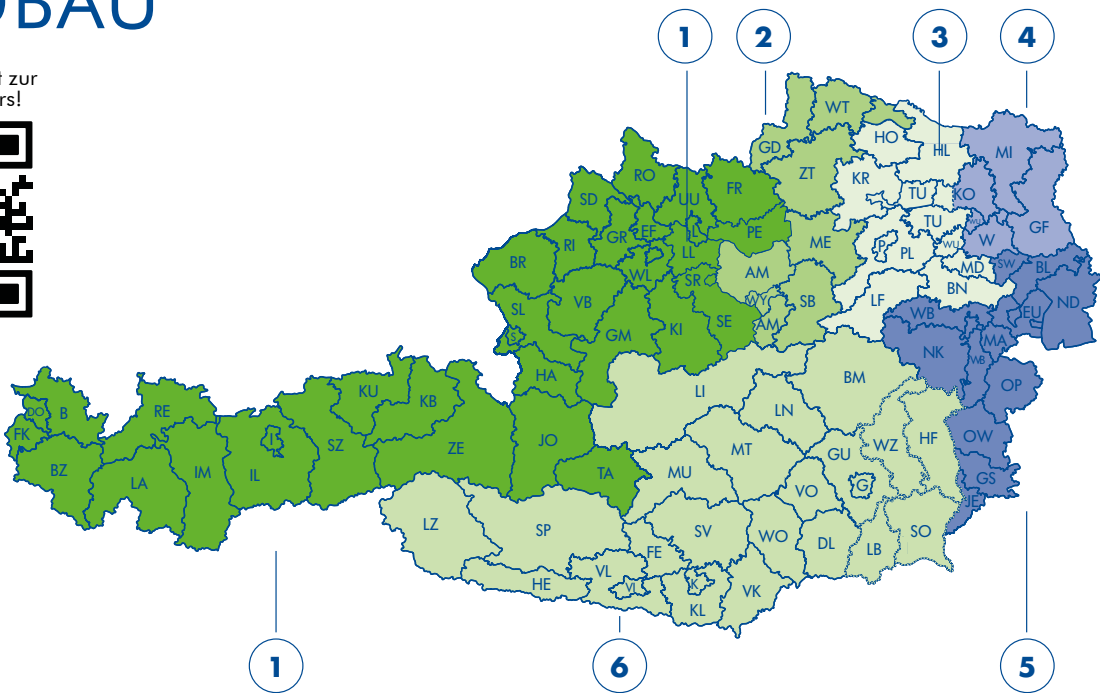 OBAU
t zur
rs!
1 2 3 4
WT
GD HO HL MI
RO FR ZT KR
SD UU TU KO
GR EF L PE TU WU GF
RI LL ME P PL WU W
BR WL SR AM MD SW BL
VB WY SB LF BN ND
SL GM KI SE AM WB EU
S NK MA
HA LI BM WB OP
KU KB LN
DO B RE
FK I SZ ZE JO MT GU WZ HF OW
BZ LA IM IL TA MU VO G GS
JE
LZ SP SV WO DL LB SO
FE
HE VL VI K VK
KL
1 6 5